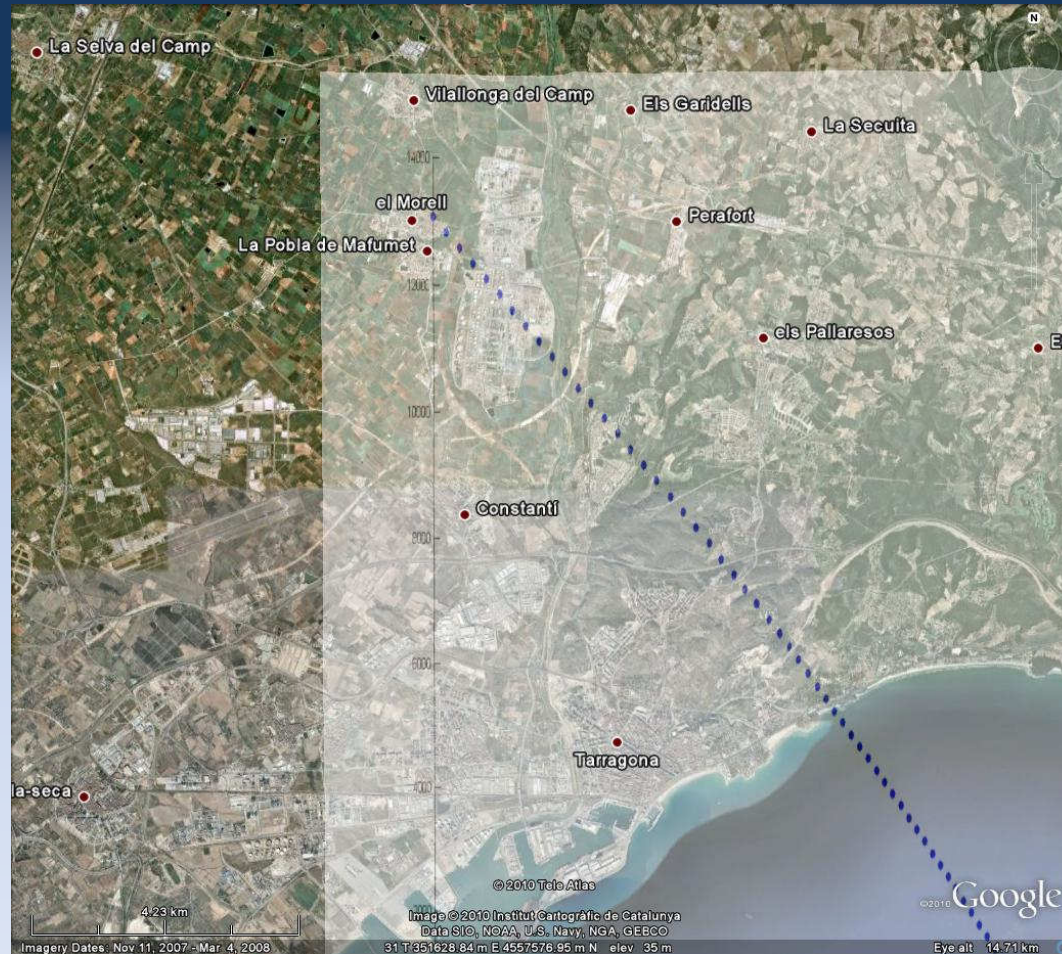 N
La Selva del Camp
Vilallonga del Camp
Els Garidells
La Secuita
14000
el Morell
Perafort
La Pobla de Mafumet
12000
els Pallaresos
E
10000
Constantí
8000
6000
Tarragona
la-seca
4000
© 2010 Tele Atlas
©2010 Google
4.23 km
Image © 2010 Institut Cartogràfic de Catalunya
Data SIO, NOAA, U.S. Navy, NGA, GEBCO
Imagery Dates: Nov 11, 2007 - Mar 4, 2008
31 T 351628.84 m E 4557576.95 m N elev 35 m
Eye alt 14.71 km